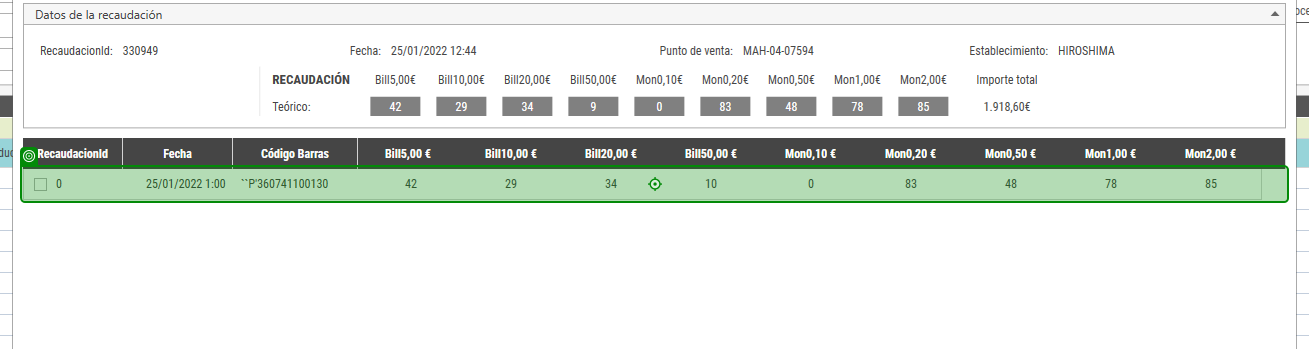 Datos de la recaudación
RecaudacionId: 330949 Fecha: 25/01/2022 12:44 Punto de venta: MAH-04-07594 Establecimiento: HIROSHIMA
RECAUDACIÓN Bill5,00€ Bill10,00€ Bill20,00€ Bill50,00€ Mon0,10€ Mon0,20€ Mon0,50€ Mon1,00€ Mon2,00€ Importe total
Teórico: 42 29 34 9 0 83 48 78 85 1.918,60€
RecaudacionId Fecha Código Barras Bill5,00 € Bill10,00 € Bill20,00 € Bill50,00 € Mon0,10 € Mon0,20 € Mon0,50 € Mon1,00 € Mon2,00 €
0 25/01/2022 1:00 ``P'360741100130 42 29 34 10 0 83 48 78 85